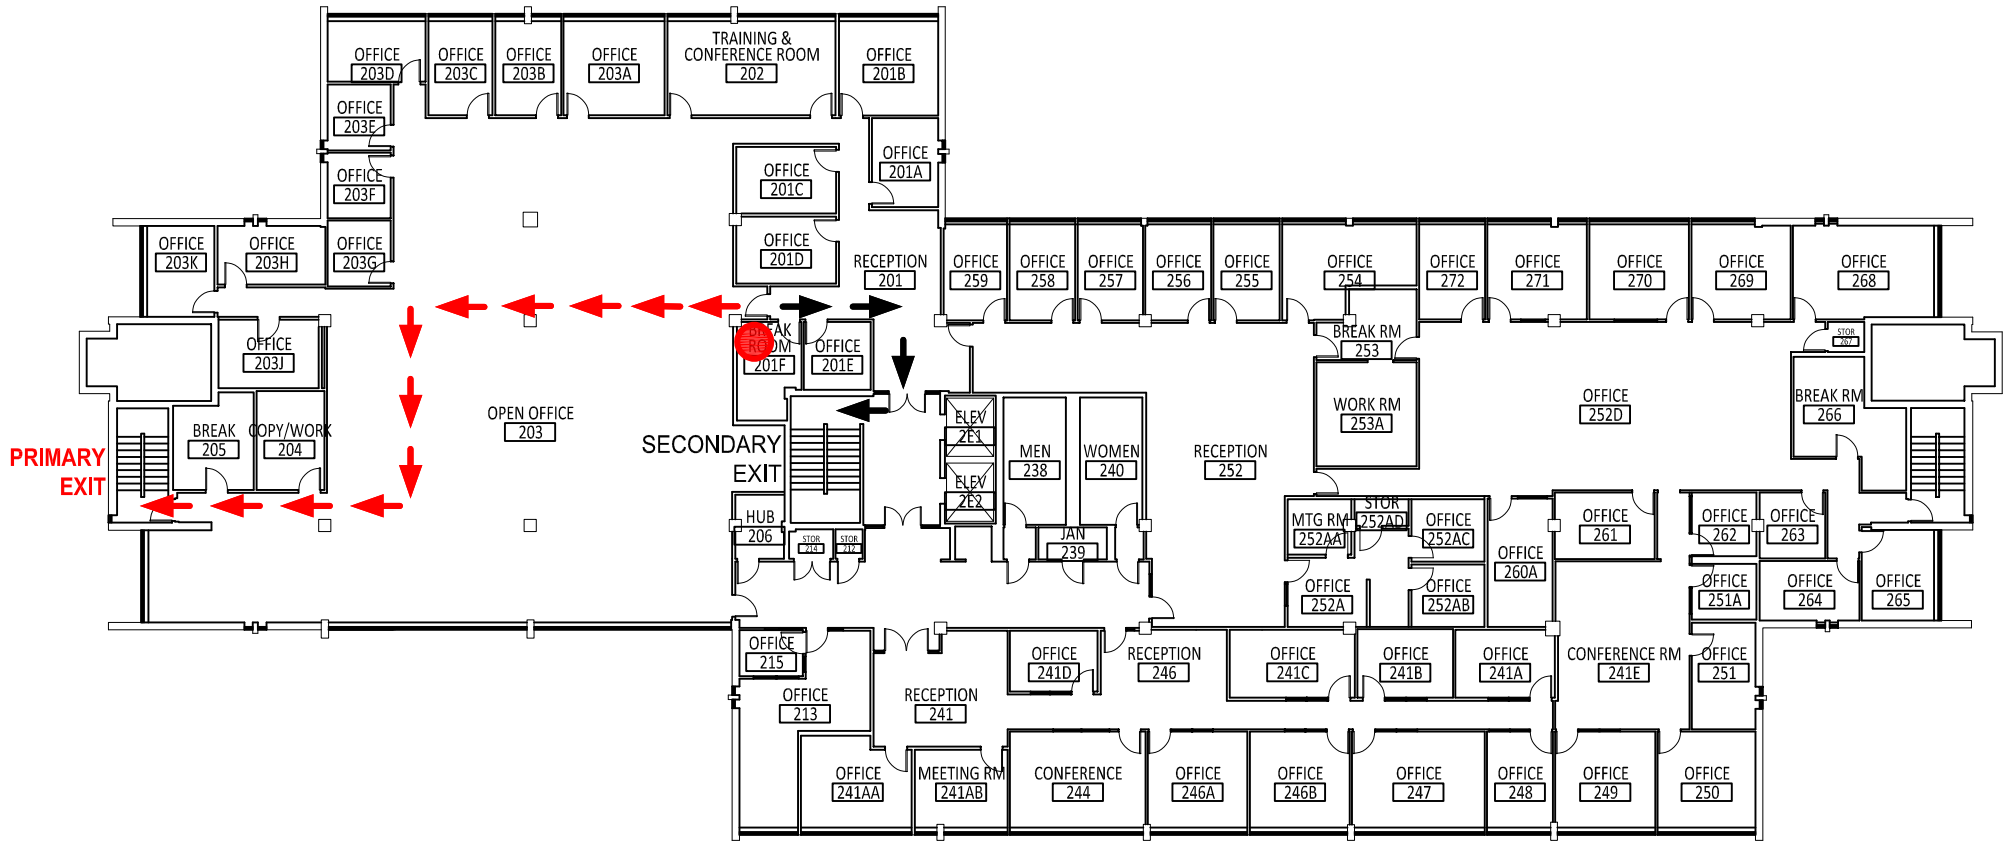 OFFICE
203D
OFFICE
203C
OFFICE
203B
OFFICE
203A
TRAINING &
CONFERENCE ROOM
202
OFFICE
201B
OFFICE
203E
OFFICE
203F
OFFICE
203G
OFFICE
203K
OFFICE
203H
OFFICE
201C
OFFICE
201A
OFFICE
201D
RECEPTION
201
OFFICE
259
OFFICE
258
OFFICE
257
OFFICE
256
OFFICE
255
OFFICE
254
OFFICE
272
OFFICE
271
OFFICE
270
OFFICE
269
OFFICE
268
OFFICE
203J
BREAK
ROOM
201F
OFFICE
201E
BREAK RM
253
STOR
267
OPEN OFFICE
203
BREAK
205
COPY/WORK
204
PRIMARY
EXIT
SECONDARY
EXIT
ELEV
2E1
ELEV
2E2
MEN
238
WOMEN
240
RECEPTION
252
WORK RM
253A
OFFICE
252D
BREAK RM
266
HUB
206
STOR
214
STOR
212
JAN
239
MTG RM
252AA
STOR
252AD
OFFICE
252AC
OFFICE
260A
OFFICE
261
OFFICE
262
OFFICE
263
OFFICE
252A
OFFICE
252AB
OFFICE
251A
OFFICE
264
OFFICE
265
OFFICE
215
OFFICE
213
RECEPTION
241
OFFICE
241D
RECEPTION
246
OFFICE
241C
OFFICE
241B
OFFICE
241A
CONFERENCE RM
241E
OFFICE
251
OFFICE
241AA
MEETING RM
241AB
CONFERENCE
244
OFFICE
246A
OFFICE
246B
OFFICE
247
OFFICE
248
OFFICE
249
OFFICE
250